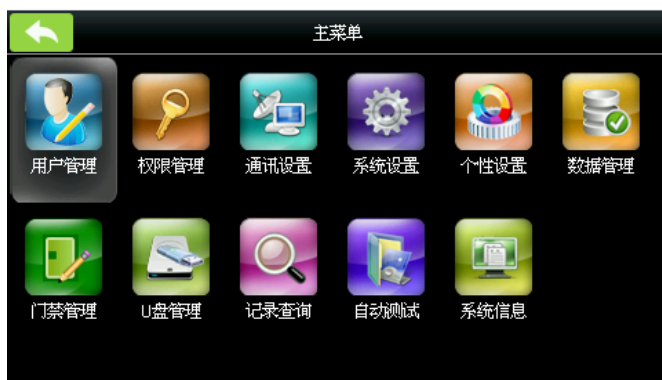 主菜单
用户管理
权限管理
通讯设置
系统设置
个性设置
数据管理
门禁管理
U盘管理
记录查询
自动测试
系统信息